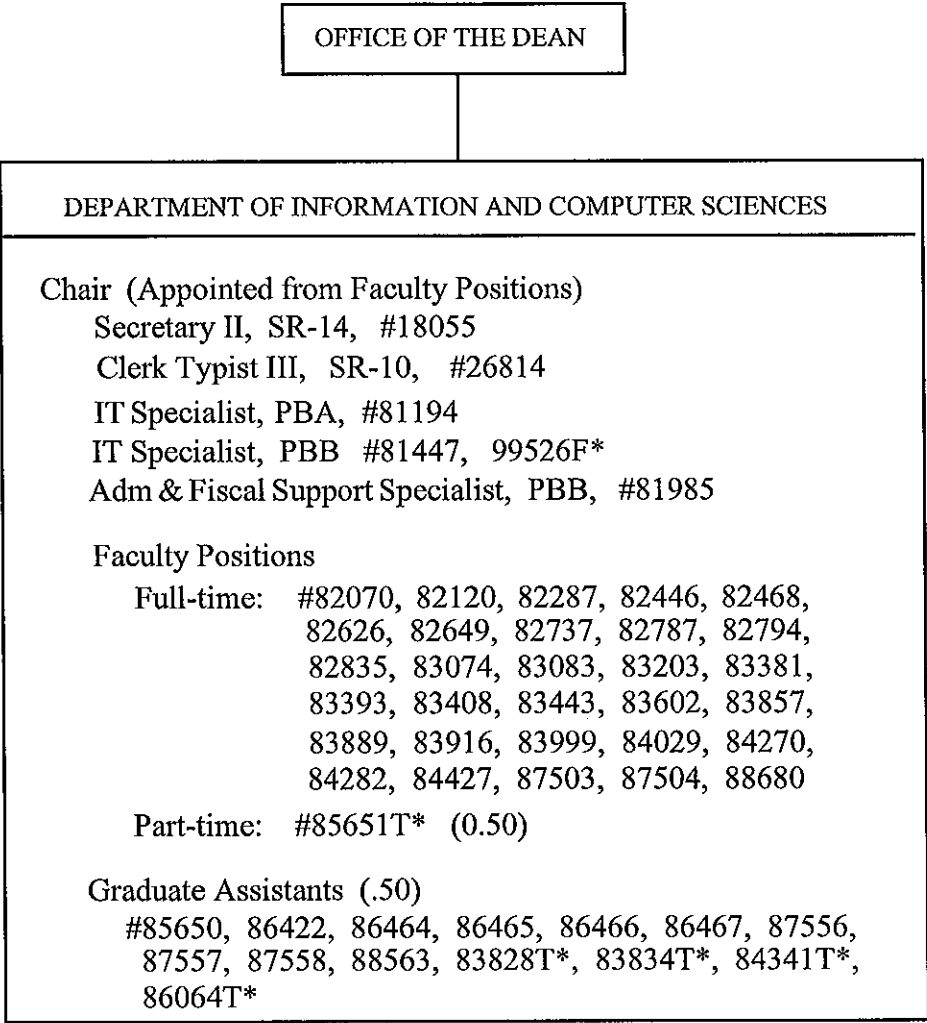 OFFICE OF THE DEAN
DEPARTMENT OF INFORMATION AND COMPUTER SCIENCES
Chair (Appointed from Faculty Positions)
Secretary II, SR-14, #18055
Clerk Typist III, SR-10, #26814
IT Specialist, PBA, #81194
IT Specialist, PBB #81447, 99526F*
Adm & Fiscal Support Specialist, PBB, #81985
Faculty Positions
Full-time: #82070, 82120, 82287, 82446, 82468,
82626, 82649, 82737, 82787, 82794,
82835, 83074, 83083, 83203, 83381,
83393, 83408, 83443, 83602, 83857,
83889, 83916, 83999, 84029, 84270,
84282, 84427, 87503, 87504, 88680
Part-time: #85651T* (0.50)
Graduate Assistants (.50)
#85650, 86422, 86464, 86465, 86466, 86467, 87556,
87557, 87558, 88563, 83828T*, 83834T*, 84341T*,
86064T*